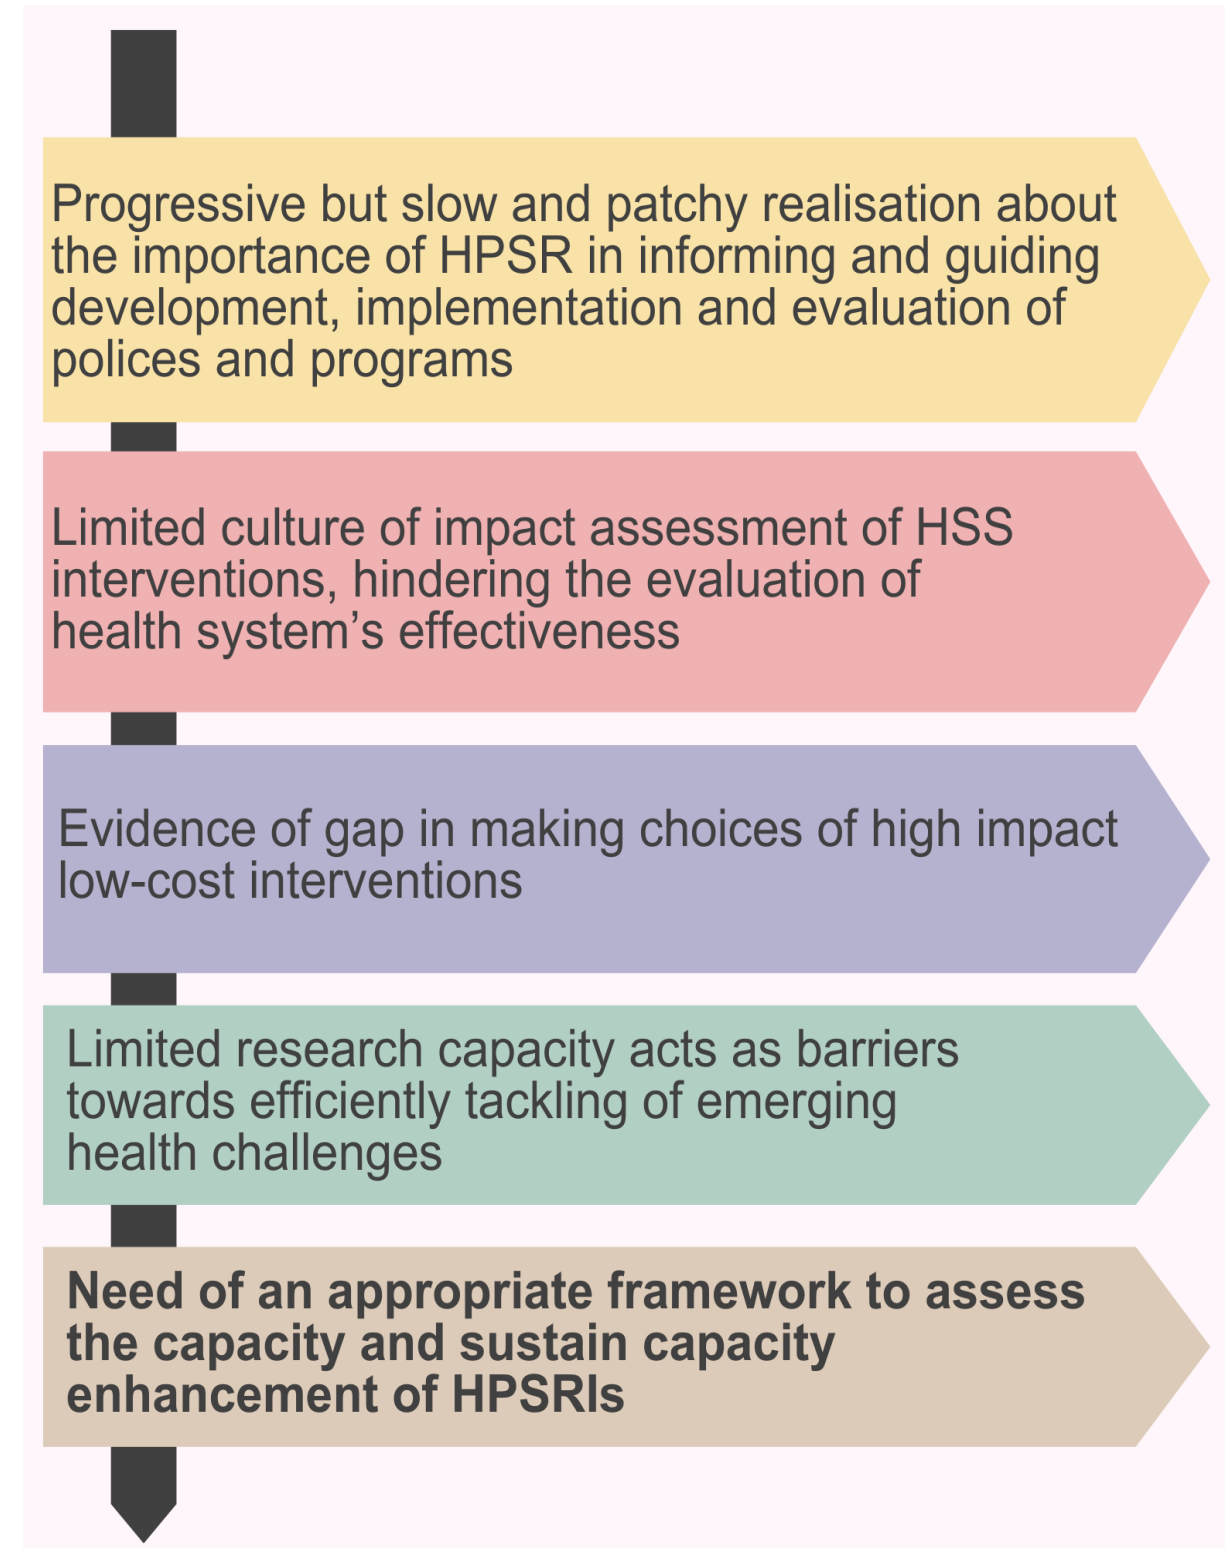 Progressive but slow and patchy realisation about
the importance of HPSR in informing and guiding
development, implementation and evaluation of
polices and programs
Limited culture of impact assessment of HSS
interventions, hindering the evaluation of
health system’s effectiveness
Evidence of gap in making choices of high impact
low-cost interventions
Limited research capacity acts as barriers
towards efficiently tackling of emerging
health challenges
Need of an appropriate framework to assess
the capacity and sustain capacity
enhancement of HPSRIs